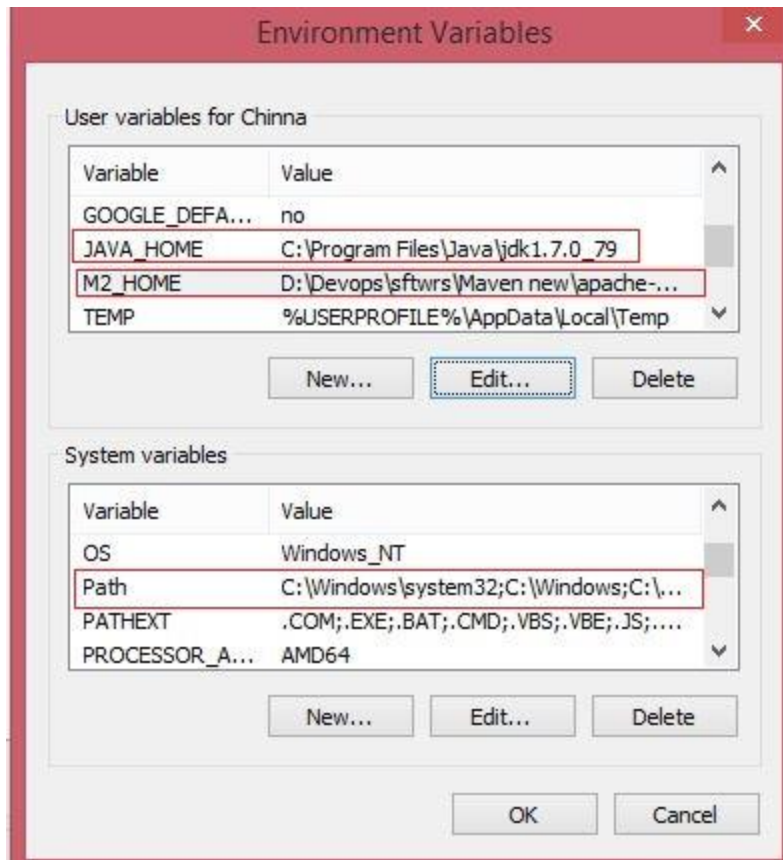 Environment Variables
User variables for Chinna
Variable Value
GOOGLE_DEFA... no
JAVA_HOME C:\Program Files\Java\jdk1.7.0_79
M2_HOME D:\Devops\sftwrs\Maven new\apache-...
TEMP %USERPROFILE%\AppData\Local\Temp
New... Edit... Delete
System variables
Variable Value
OS Windows_NT
Path C:\Windows\system32;C:\Windows;C:\...
PATHEXT .COM;.EXE;.BAT;.CMD;.VBS;.VBE;.JS;....
PROCESSOR_A... AMD64
New... Edit... Delete
OK Cancel